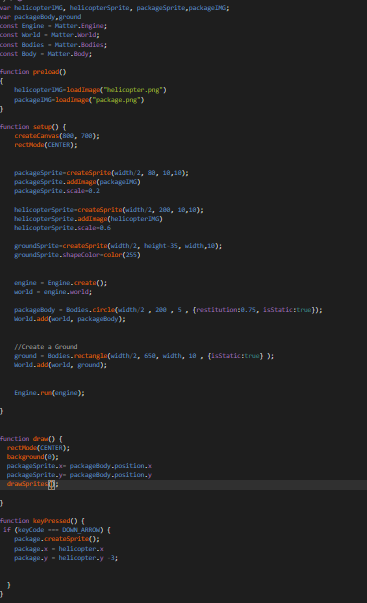 var helicopterIMG, helicopterSprite, packageSprite,packageIMG;
var packageBody,ground
const Engine = Matter.Engine;
const World = Matter.World;
const Bodies = Matter.Bodies;
const Body = Matter.Body;
function preload()
{
helicopterIMG=loadImage("helicopter.png")
packageIMG=loadImage("package.png")
}
function setup() {
createCanvas(800, 700);
rectMode(CENTER);
packageSprite=createSprite(width/2, 80, 10,10);
packageSprite.addImage(packageIMG)
packageSprite.scale=0.2
helicopterSprite=createSprite(width/2, 200, 10,10);
helicopterSprite.addImage(helicopterIMG)
helicopterSprite.scale=0.6
groundSprite=createSprite(width/2, height-35, width,10);
groundSprite.shapeColor=color(255)
engine = Engine.create();
world = engine.world;
packageBody = Bodies.circle(width/2 , 200 , 5 , {restitution:0.75, isStatic:true});
World.add(world, packageBody);
//Create a Ground
ground = Bodies.rectangle(width/2, 650, width, 10 , {isStatic:true} );
World.add(world, ground);
Engine.run(engine);
}
function draw() {
rectMode(CENTER);
background(0);
packageSprite.x= packageBody.position.x
packageSprite.y= packageBody.position.y
drawSprites();
}
function keyPressed() {
if (keyCode === DOWN_ARROW) {
package.createSprite();
package.x = helicopter.x
package.y = helicopter.y -3;
}
}